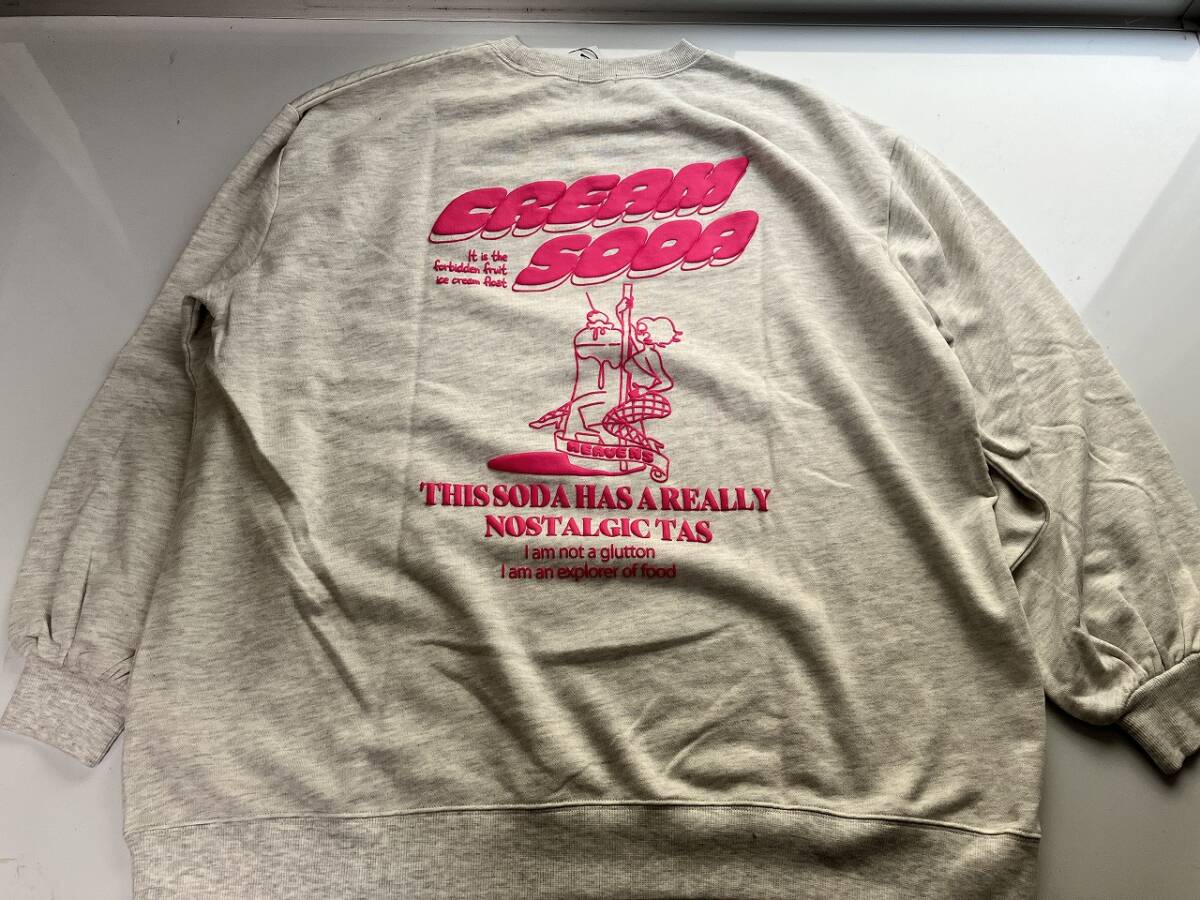 CREAM
SODA
It is the
forbidden fruit
ice cream float
HEAVENS
THIS SODA HAS A REALLY
NOSTALGIC TAS
I am not a glutton
I am an explorer of food